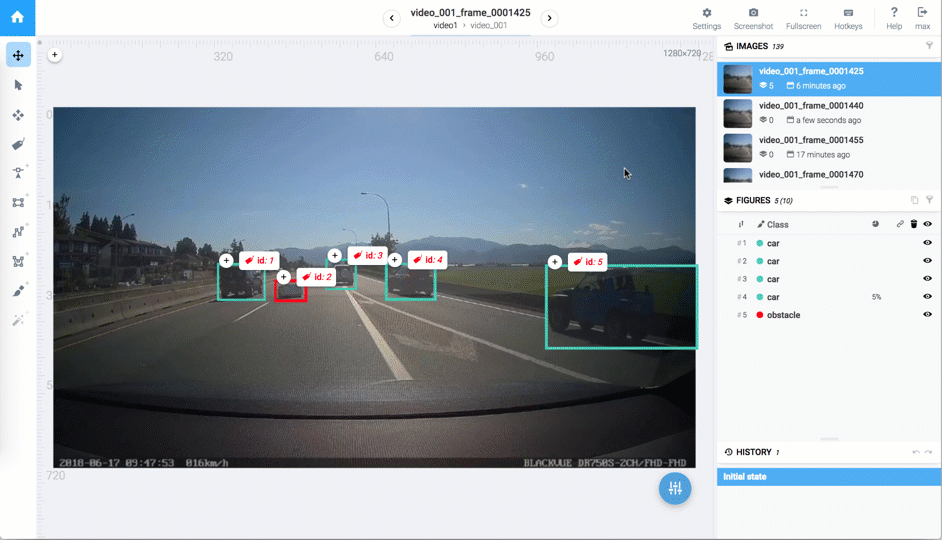 video_001_frame_0001425
video1 > video_001
Settings
Screenshot
Fullscreen
Hotkeys
Help
max
320
640
960
1280x720
0
720
id: 1
id: 2
id: 3
id: 4
id: 5
2018-06-17 09:47:53 016km/h
BLACKVUE DR750S-2CH/FHD-FHD
IMAGES 139
video_001_frame_0001425
5 6 minutes ago
video_001_frame_0001440
0 a few seconds ago
video_001_frame_0001455
0 17 minutes ago
video_001_frame_0001470
FIGURES 5 (10)
Class
#1 car
#2 car
#3 car
#4 car 5%
#5 obstacle
HISTORY 1
Initial state